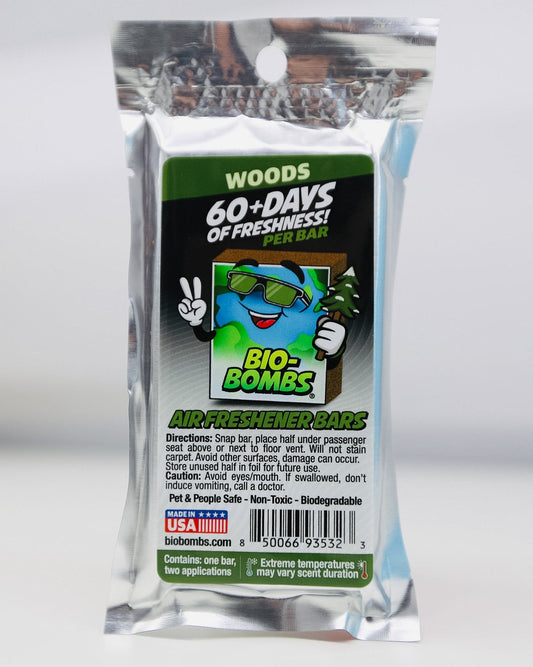 WOODS
60+DAYS
OF FRESHNESS!
PER BAR
BIO-
BOMBS®
AIR FRESHENER BARS
Directions: Snap bar, place half under passenger
seat above or next to floor vent. Will not stain
carpet. Avoid other surfaces, damage can occur.
Store unused half in foil for future use.
Caution: Avoid eyes/mouth. If swallowed, don't
induce vomiting, call a doctor.
Pet & People Safe - Non-Toxic - Biodegradable
MADE IN
USA
biobombs.com
8 50066 93532 3
Contains: one bar,
two applications
Extreme temperatures
may vary scent duration